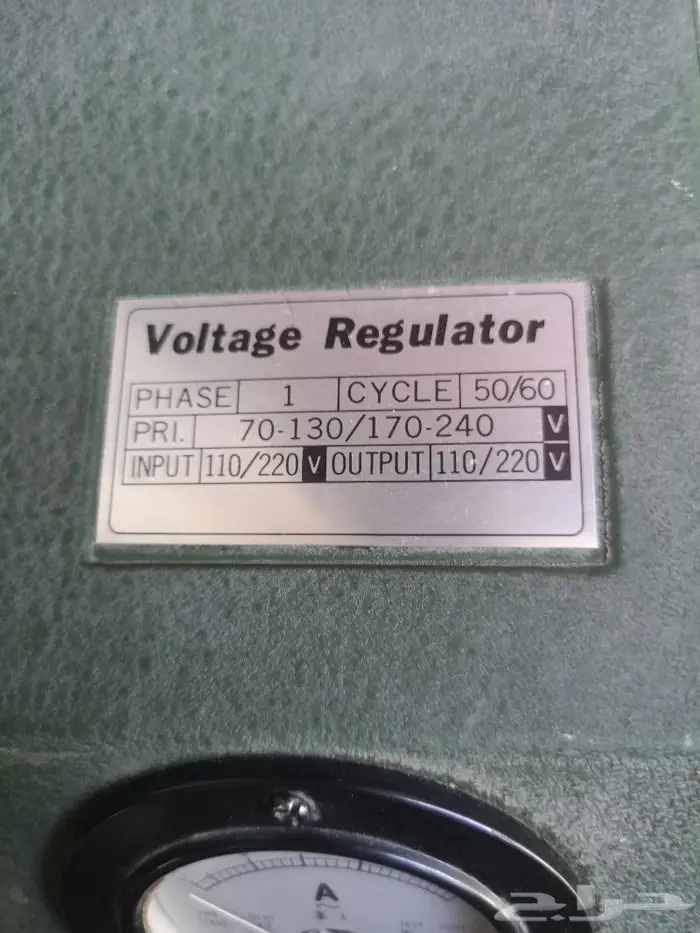 Voltage Regulator
PHASE 1 CYCLE 50/60
PRI. 70-130/170-240 V
INPUT 110/220 V OUTPUT 110/220 V
A
حراج